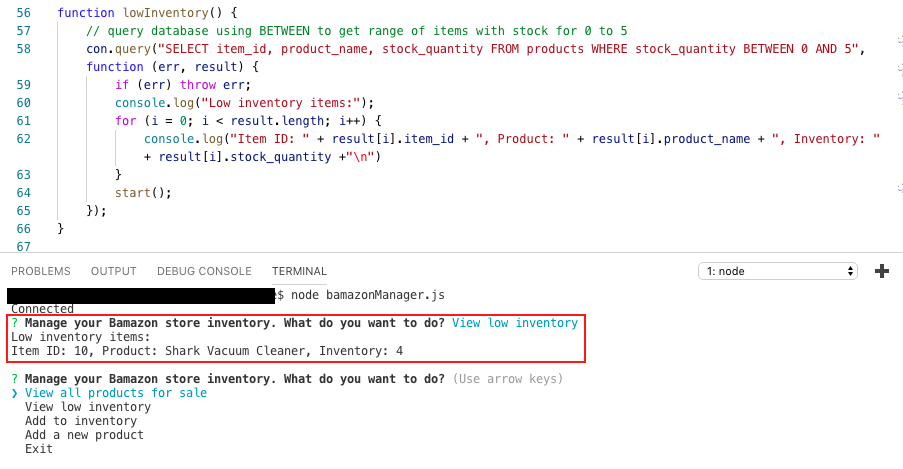 56 function lowInventory() {
57 // query database using BETWEEN to get range of items with stock for 0 to 5
58 con.query("SELECT item_id, product_name, stock_quantity FROM products WHERE stock_quantity BETWEEN 0 AND 5",
function (err, result) {
59 if (err) throw err;
60 console.log("Low inventory items:");
61 for (i = 0; i < result.length; i++) {
62 console.log("Item ID: " + result[i].item_id + ", Product: " + result[i].product_name + ", Inventory: "
+ result[i].stock_quantity +"\n")
63 }
64 start();
65 });
66 }
67
PROBLEMS OUTPUT DEBUG CONSOLE TERMINAL 1: node
$ node bamazonManager.js
Connected
? Manage your Bamazon store inventory. What do you want to do? View low inventory
Low inventory items:
Item ID: 10, Product: Shark Vacuum Cleaner, Inventory: 4
? Manage your Bamazon store inventory. What do you want to do? (Use arrow keys)
❯ View all products for sale
View low inventory
Add to inventory
Add a new product
Exit